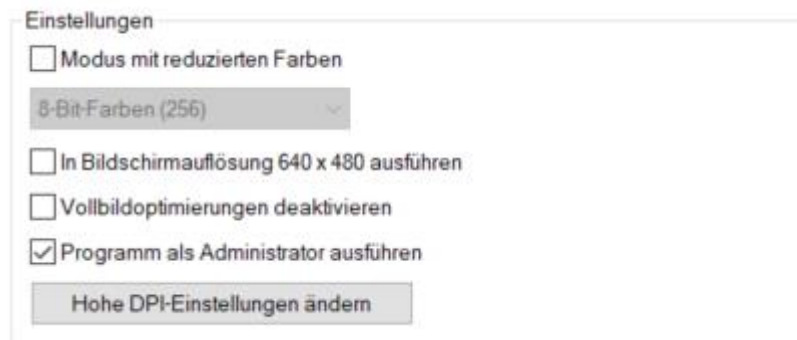 Einstellungen
Modus mit reduzierten Farben
8-Bit-Farben (256)
In Bildschirmauflösung 640 x 480 ausführen
Vollbildoptimierungen deaktivieren
Programm als Administrator ausführen
Hohe DPI-Einstellungen ändern